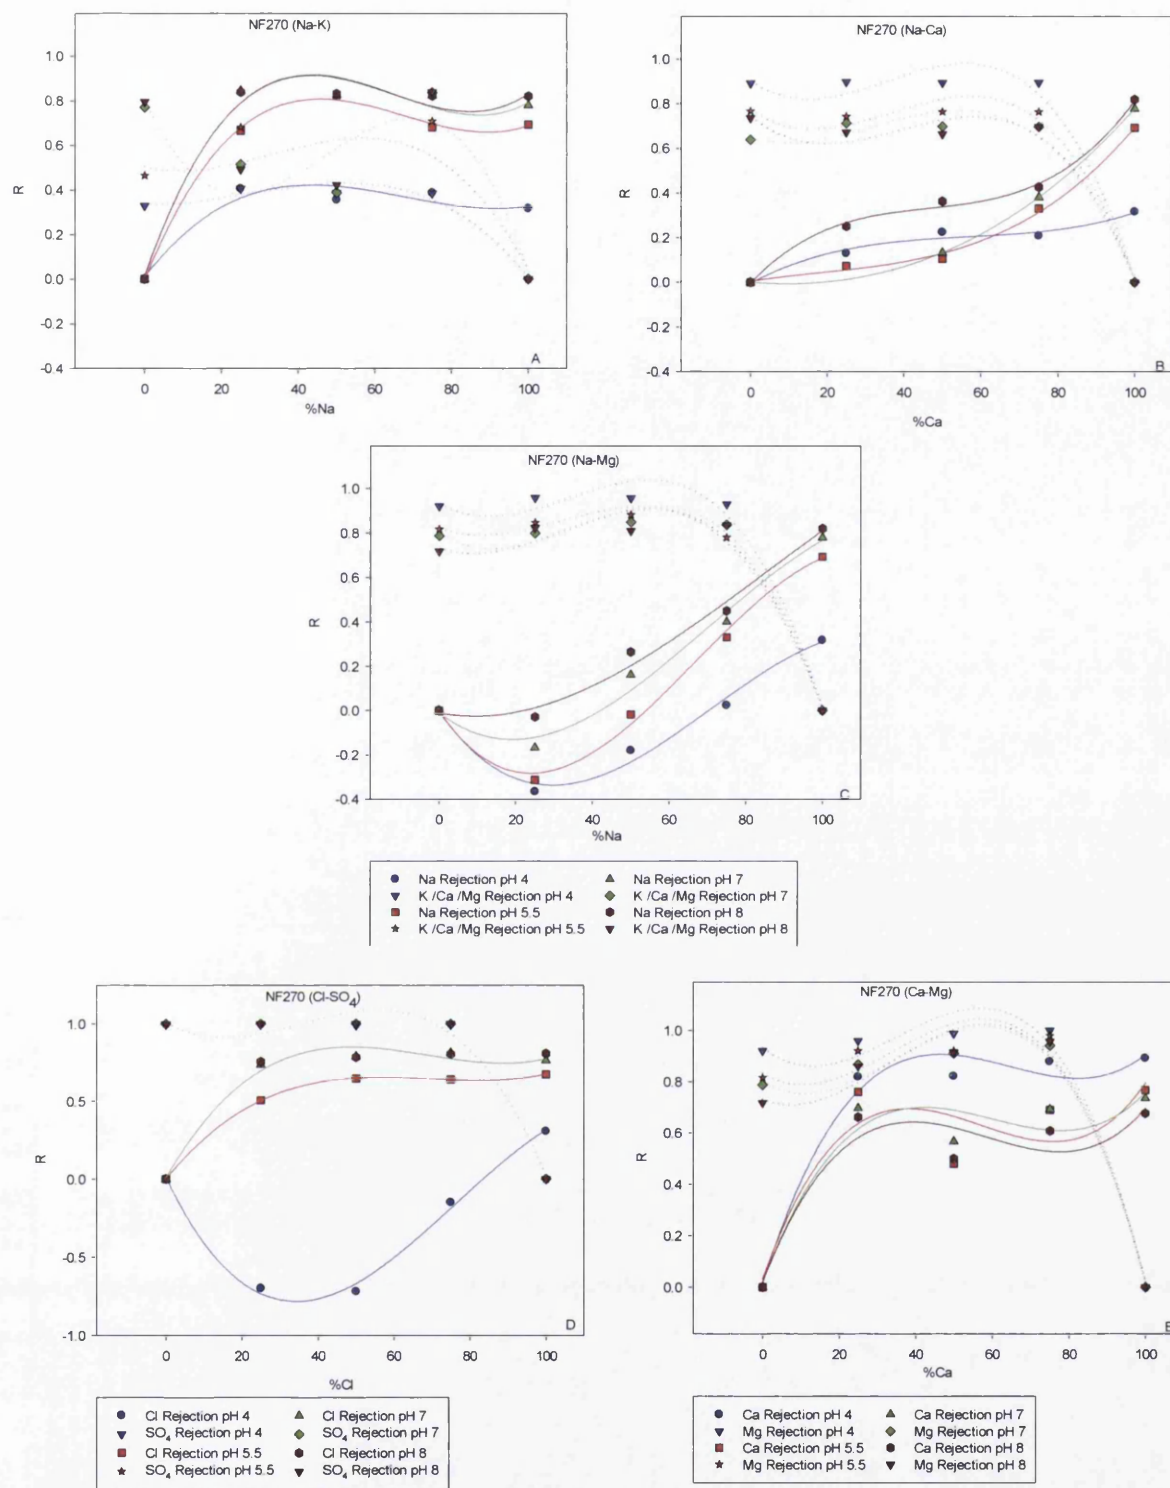 NF270 (Na-K)
1.0
0.8
0.6
0.4
0.2
0.0
-0.2
-0.4
R
A
0 20 40 60 80 100
%Na
NF270 (Na-Ca)
1.0
0.8
0.6
0.4
0.2
0.0
-0.2
-0.4
R
B
0 20 40 60 80 100
%Ca
NF270 (Na-Mg)
1.0
0.8
0.6
0.4
0.2
0.0
-0.2
-0.4
R
C
0 20 40 60 80 100
%Na
Na Rejection pH 4
K /Ca /Mg Rejection pH 4
Na Rejection pH 5.5
K /Ca /Mg Rejection pH 5.5
Na Rejection pH 7
K /Ca /Mg Rejection pH 7
Na Rejection pH 8
K /Ca /Mg Rejection pH 8
NF270 (Cl-SO4)
1.0
0.5
0.0
-0.5
-1.0
R
D
0 20 40 60 80 100
%Cl
Cl Rejection pH 4
SO4 Rejection pH 4
Cl Rejection pH 5.5
SO4 Rejection pH 5.5
Cl Rejection pH 7
SO4 Rejection pH 7
Cl Rejection pH 8
SO4 Rejection pH 8
NF270 (Ca-Mg)
1.0
0.8
0.6
0.4
0.2
0.0
R
E
0 20 40 60 80 100
%Ca
Ca Rejection pH 4
Mg Rejection pH 4
Ca Rejection pH 5.5
Mg Rejection pH 5.5
Ca Rejection pH 7
Mg Rejection pH 7
Ca Rejection pH 8
Mg Rejection pH 8